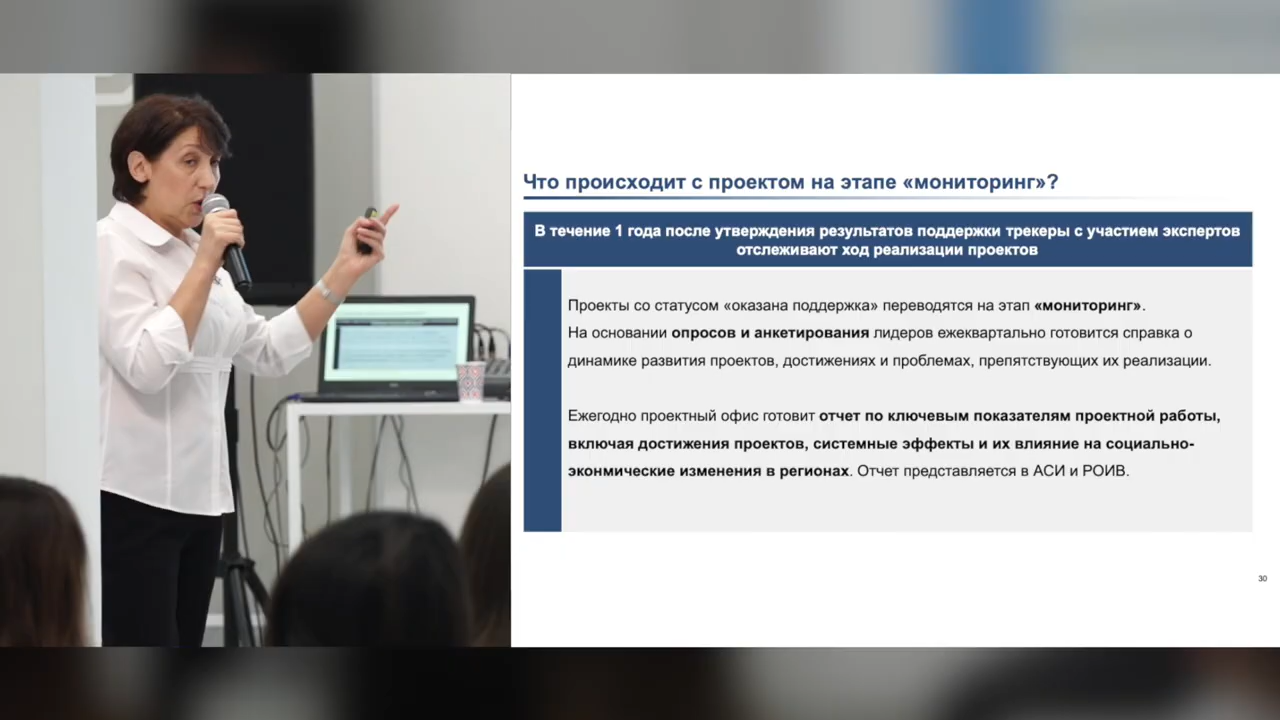 Что происходит с проектом на этапе «мониторинг»?
В течение 1 года после утверждения результатов поддержки трекеры с участием экспертов
отслеживают ход реализации проектов
Проекты со статусом «оказана поддержка» переводятся на этап «мониторинг».
На основании опросов и анкетирования лидеров ежеквартально готовится справка о
динамике развития проектов, достижениях и проблемах, препятствующих их реализации.
Ежегодно проектный офис готовит отчет по ключевым показателям проектной работы,
включая достижения проектов, системные эффекты и их влияние на социально-
экономические изменения в регионах. Отчет представляется в АСИ и РОИВ.
30